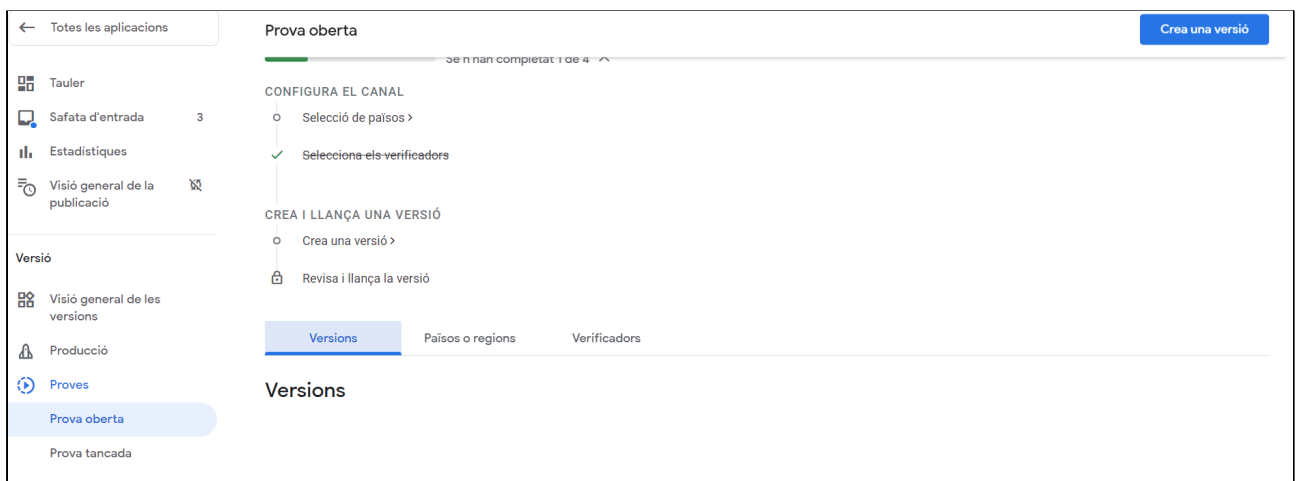 Totes les aplicacions
Prova oberta
Crea una versió
Tauler
Safata d'entrada 3
Estadístiques
Visió general de la
publicació
Versió
Visió general de les
versions
Producció
Proves
Prova oberta
Prova tancada
Se n'han completat 1 de 4
CONFIGURA EL CANAL
Selecció de països >
Selecciona els verificadors
CREA I LLANÇA UNA VERSIÓ
Crea una versió >
Revisa i llança la versió
Versions Països o regions Verificadors
Versions